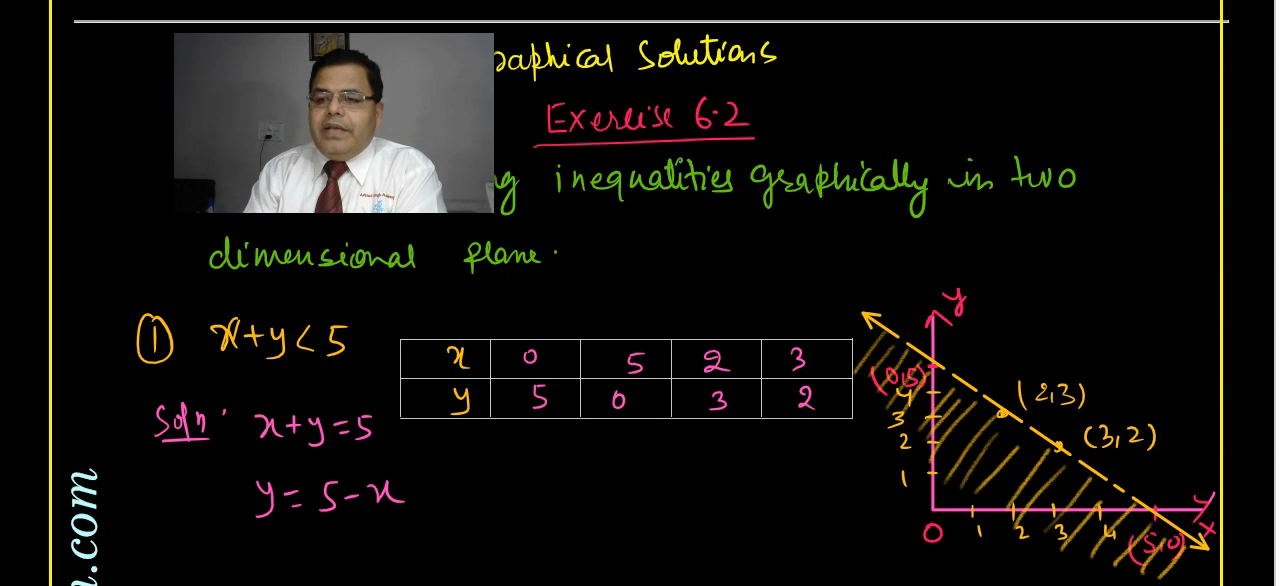 raphical Solutions
Exercise 6.2
ng inequalities graphically in two
dimensional plane.
① x+y<5
x 0 5 2 3
y 5 0 3 2
Soln. x+y=5
y = 5-x
y
(0,5)
4
3
2
1
(2,3)
(3,2)
0 1 2 3 4 (5,0) x
.com